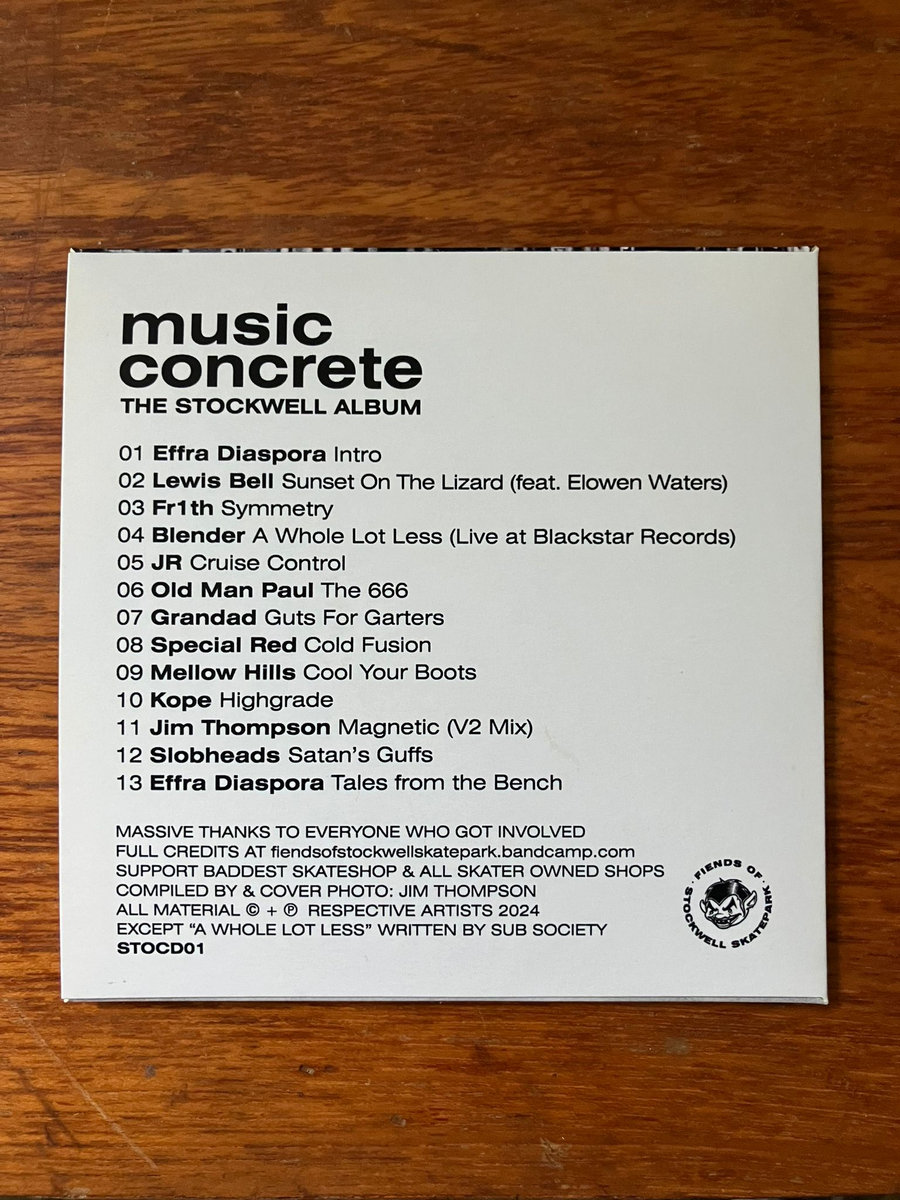 music
concrete
THE STOCKWELL ALBUM
01 Effra Diaspora Intro
02 Lewis Bell Sunset On The Lizard (feat. Elowen Waters)
03 Fr1th Symmetry
04 Blender A Whole Lot Less (Live at Blackstar Records)
05 JR Cruise Control
06 Old Man Paul The 666
07 Grandad Guts For Garters
08 Special Red Cold Fusion
09 Mellow Hills Cool Your Boots
10 Kope Highgrade
11 Jim Thompson Magnetic (V2 Mix)
12 Slobheads Satan's Guffs
13 Effra Diaspora Tales from the Bench
MASSIVE THANKS TO EVERYONE WHO GOT INVOLVED
FULL CREDITS AT fiendsofstockwellskatepark.bandcamp.com
SUPPORT BADDEST SKATESHOP & ALL SKATER OWNED SHOPS
COMPILED BY & COVER PHOTO: JIM THOMPSON
ALL MATERIAL © + ℗ RESPECTIVE ARTISTS 2024
EXCEPT “A WHOLE LOT LESS” WRITTEN BY SUB SOCIETY
STOCD01
· FIENDS OF ·
STOCKWELL SKATEPARK